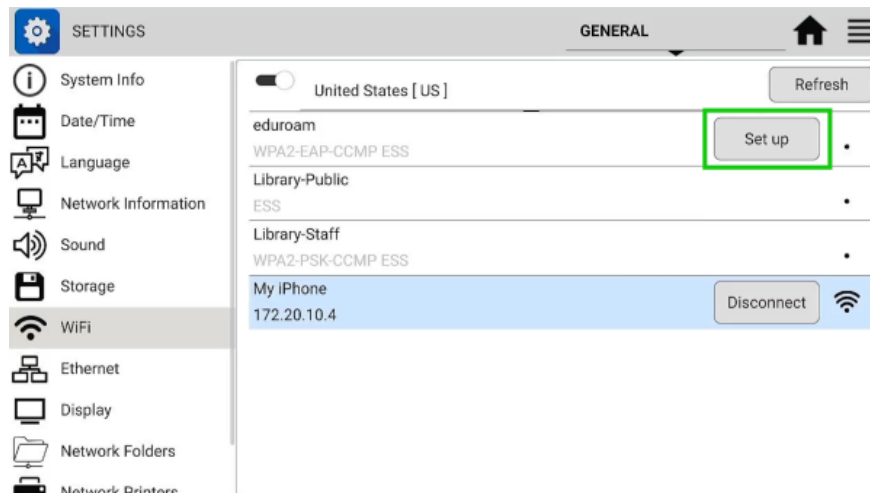 SETTINGS
GENERAL
System Info
Date/Time
Language
Network Information
Sound
Storage
WiFi
Ethernet
Display
Network Folders
Network Printers
United States [ US ]
Refresh
eduroam
WPA2-EAP-CCMP ESS
Set up
Library-Public
ESS
Library-Staff
WPA2-PSK-CCMP ESS
My iPhone
172.20.10.4
Disconnect